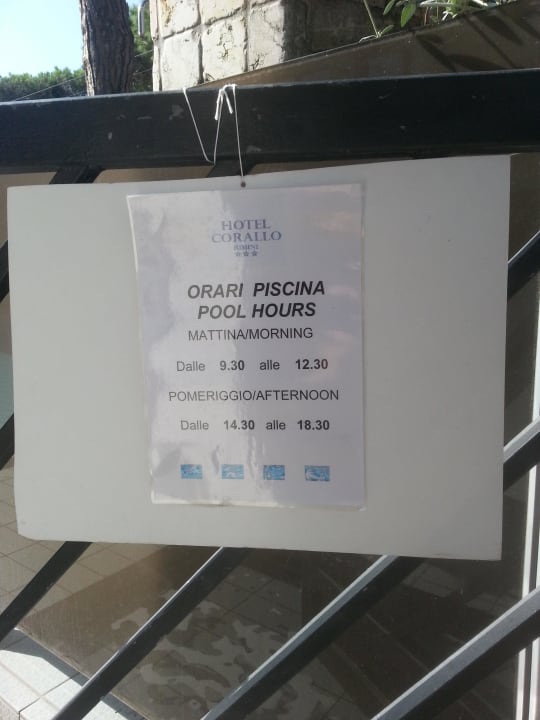 HOTEL
CORALLO
RIMINI
★★★
ORARI PISCINA
POOL HOURS
MATTINA/MORNING
Dalle 9.30 alle 12.30
POMERIGGIO/AFTERNOON
Dalle 14.30 alle 18.30